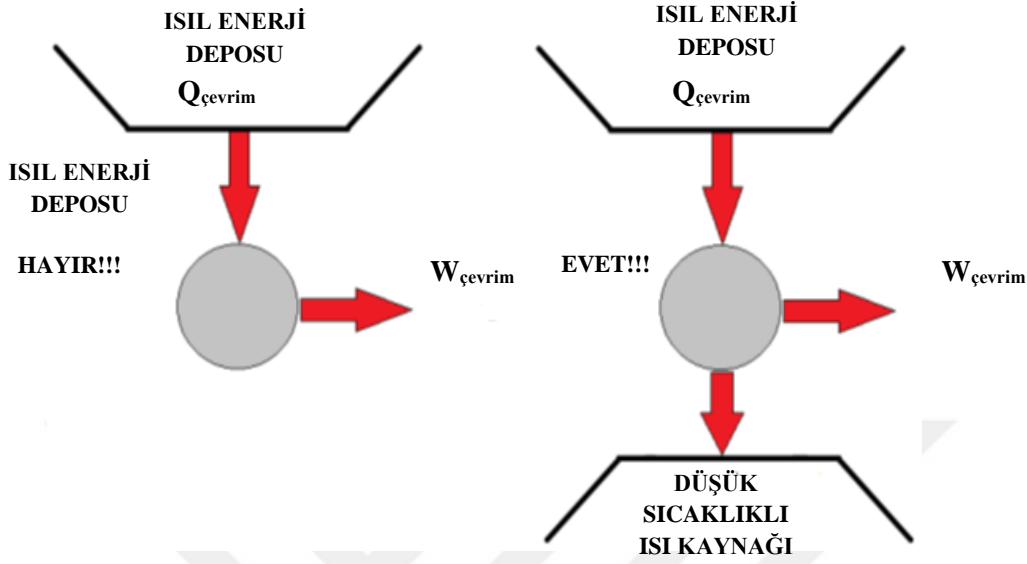 ISIL ENERJİ
DEPOSU
Qçevrim
ISIL ENERJİ
DEPOSU
HAYIR!!!
Wçevrim
ISIL ENERJİ
DEPOSU
Qçevrim
EVET!!!
Wçevrim
DÜŞÜK
SICAKLIKLI
ISI KAYNAĞI